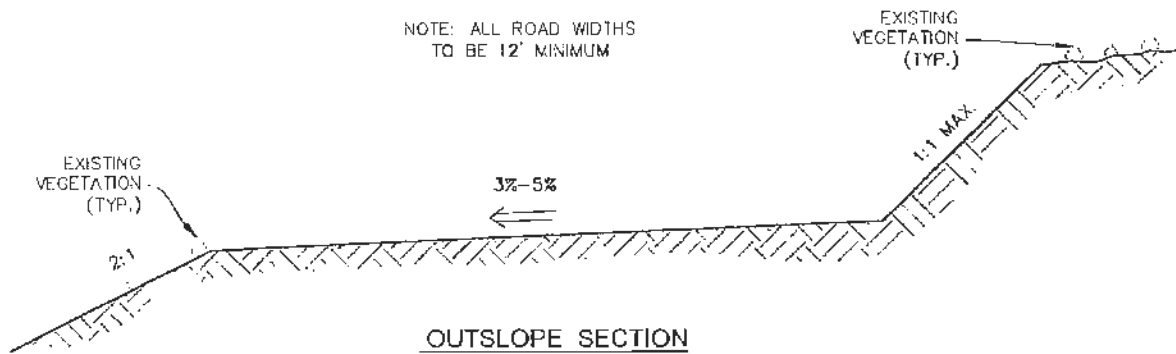 NOTE: ALL ROAD WIDTHS
TO BE 12' MINIMUM
EXISTING
VEGETATION
(TYP.)
1:1 MAX.
EXISTING
VEGETATION
(TYP.)
3%-5%
2:1
OUTSLOPE SECTION